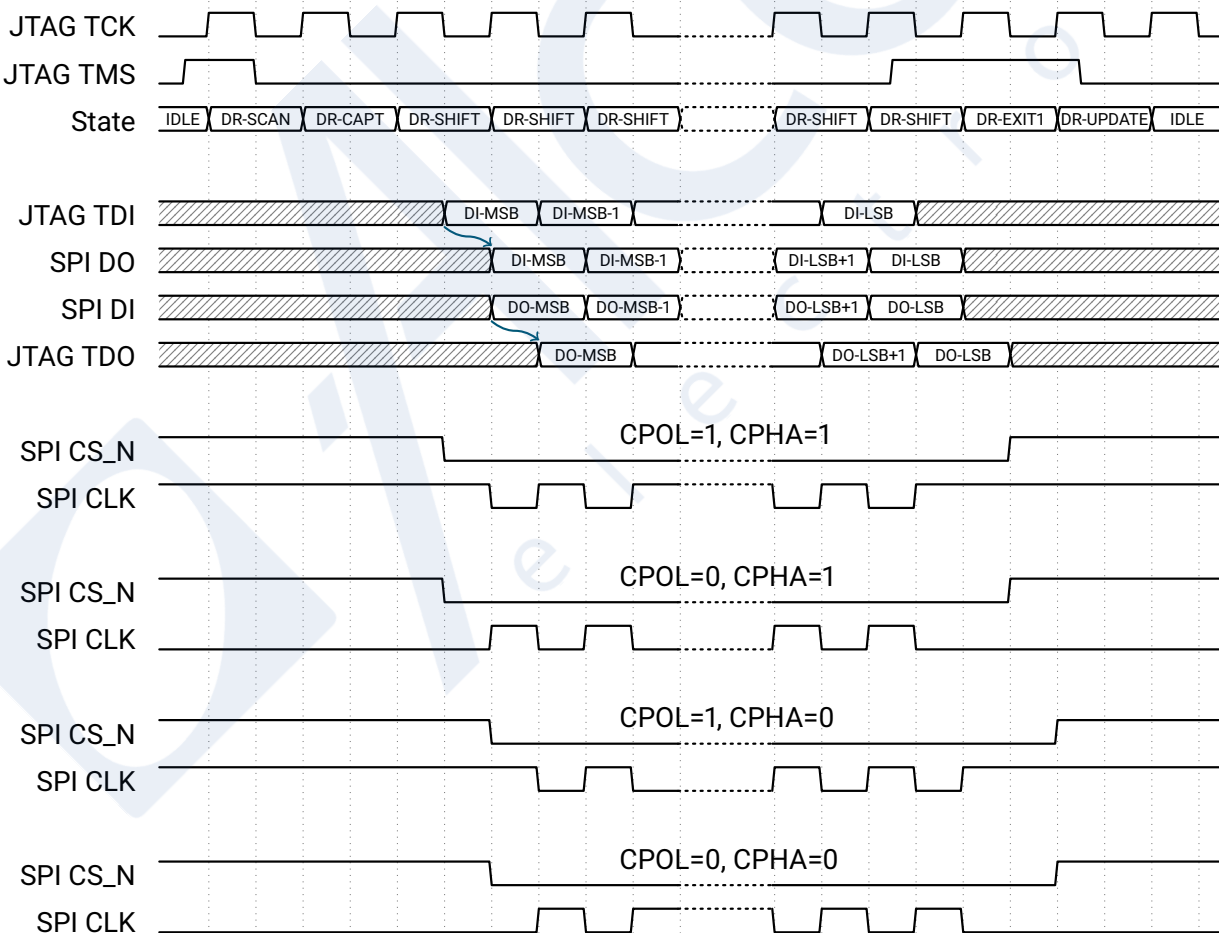 JTAG TCK
JTAG TMS
State IDLE DR-SCAN DR-CAPT DR-SHIFT DR-SHIFT DR-SHIFT DR-SHIFT DR-SHIFT DR-EXIT1 DR-UPDATE IDLE
JTAG TDI DI-MSB DI-MSB-1 DI-LSB
SPI DO DI-MSB DI-MSB-1 DI-LSB+1 DI-LSB
SPI DI DO-MSB DO-MSB-1 DO-LSB+1 DO-LSB
JTAG TDO DO-MSB DO-LSB+1 DO-LSB
CPOL=1, CPHA=1
SPI CS_N
SPI CLK
CPOL=0, CPHA=1
SPI CS_N
SPI CLK
CPOL=1, CPHA=0
SPI CS_N
SPI CLK
CPOL=0, CPHA=0
SPI CS_N
SPI CLK